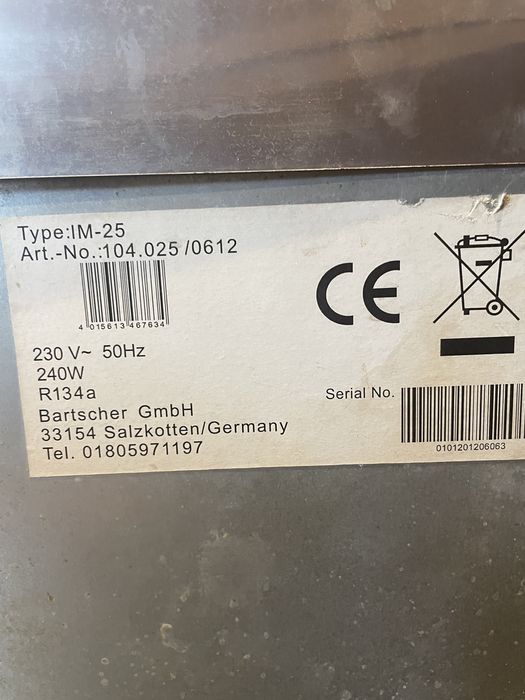 Type:IM-25
Art.-No.:104.025 /0612
4 015613 467634
230 V~ 50Hz
240W
R134a
Bartscher GmbH
33154 Salzkotten/Germany
Tel. 01805971197
CE
Serial No.
0101201206063